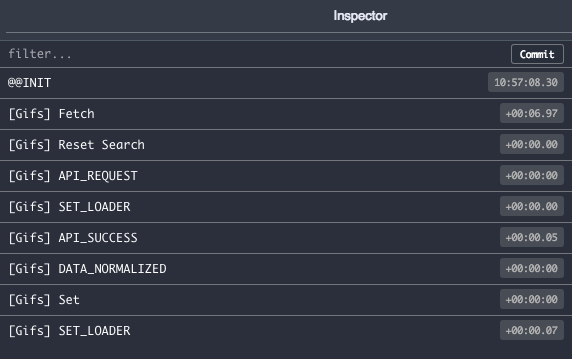 Inspector
filter... Commit
@@INIT 10:57:08.30
[Gifs] Fetch +00:06.97
[Gifs] Reset Search +00:00.00
[Gifs] API_REQUEST +00:00:00
[Gifs] SET_LOADER +00:00.00
[Gifs] API_SUCCESS +00:00.05
[Gifs] DATA_NORMALIZED +00:00:00
[Gifs] Set +00:00:00
[Gifs] SET_LOADER +00:00.07